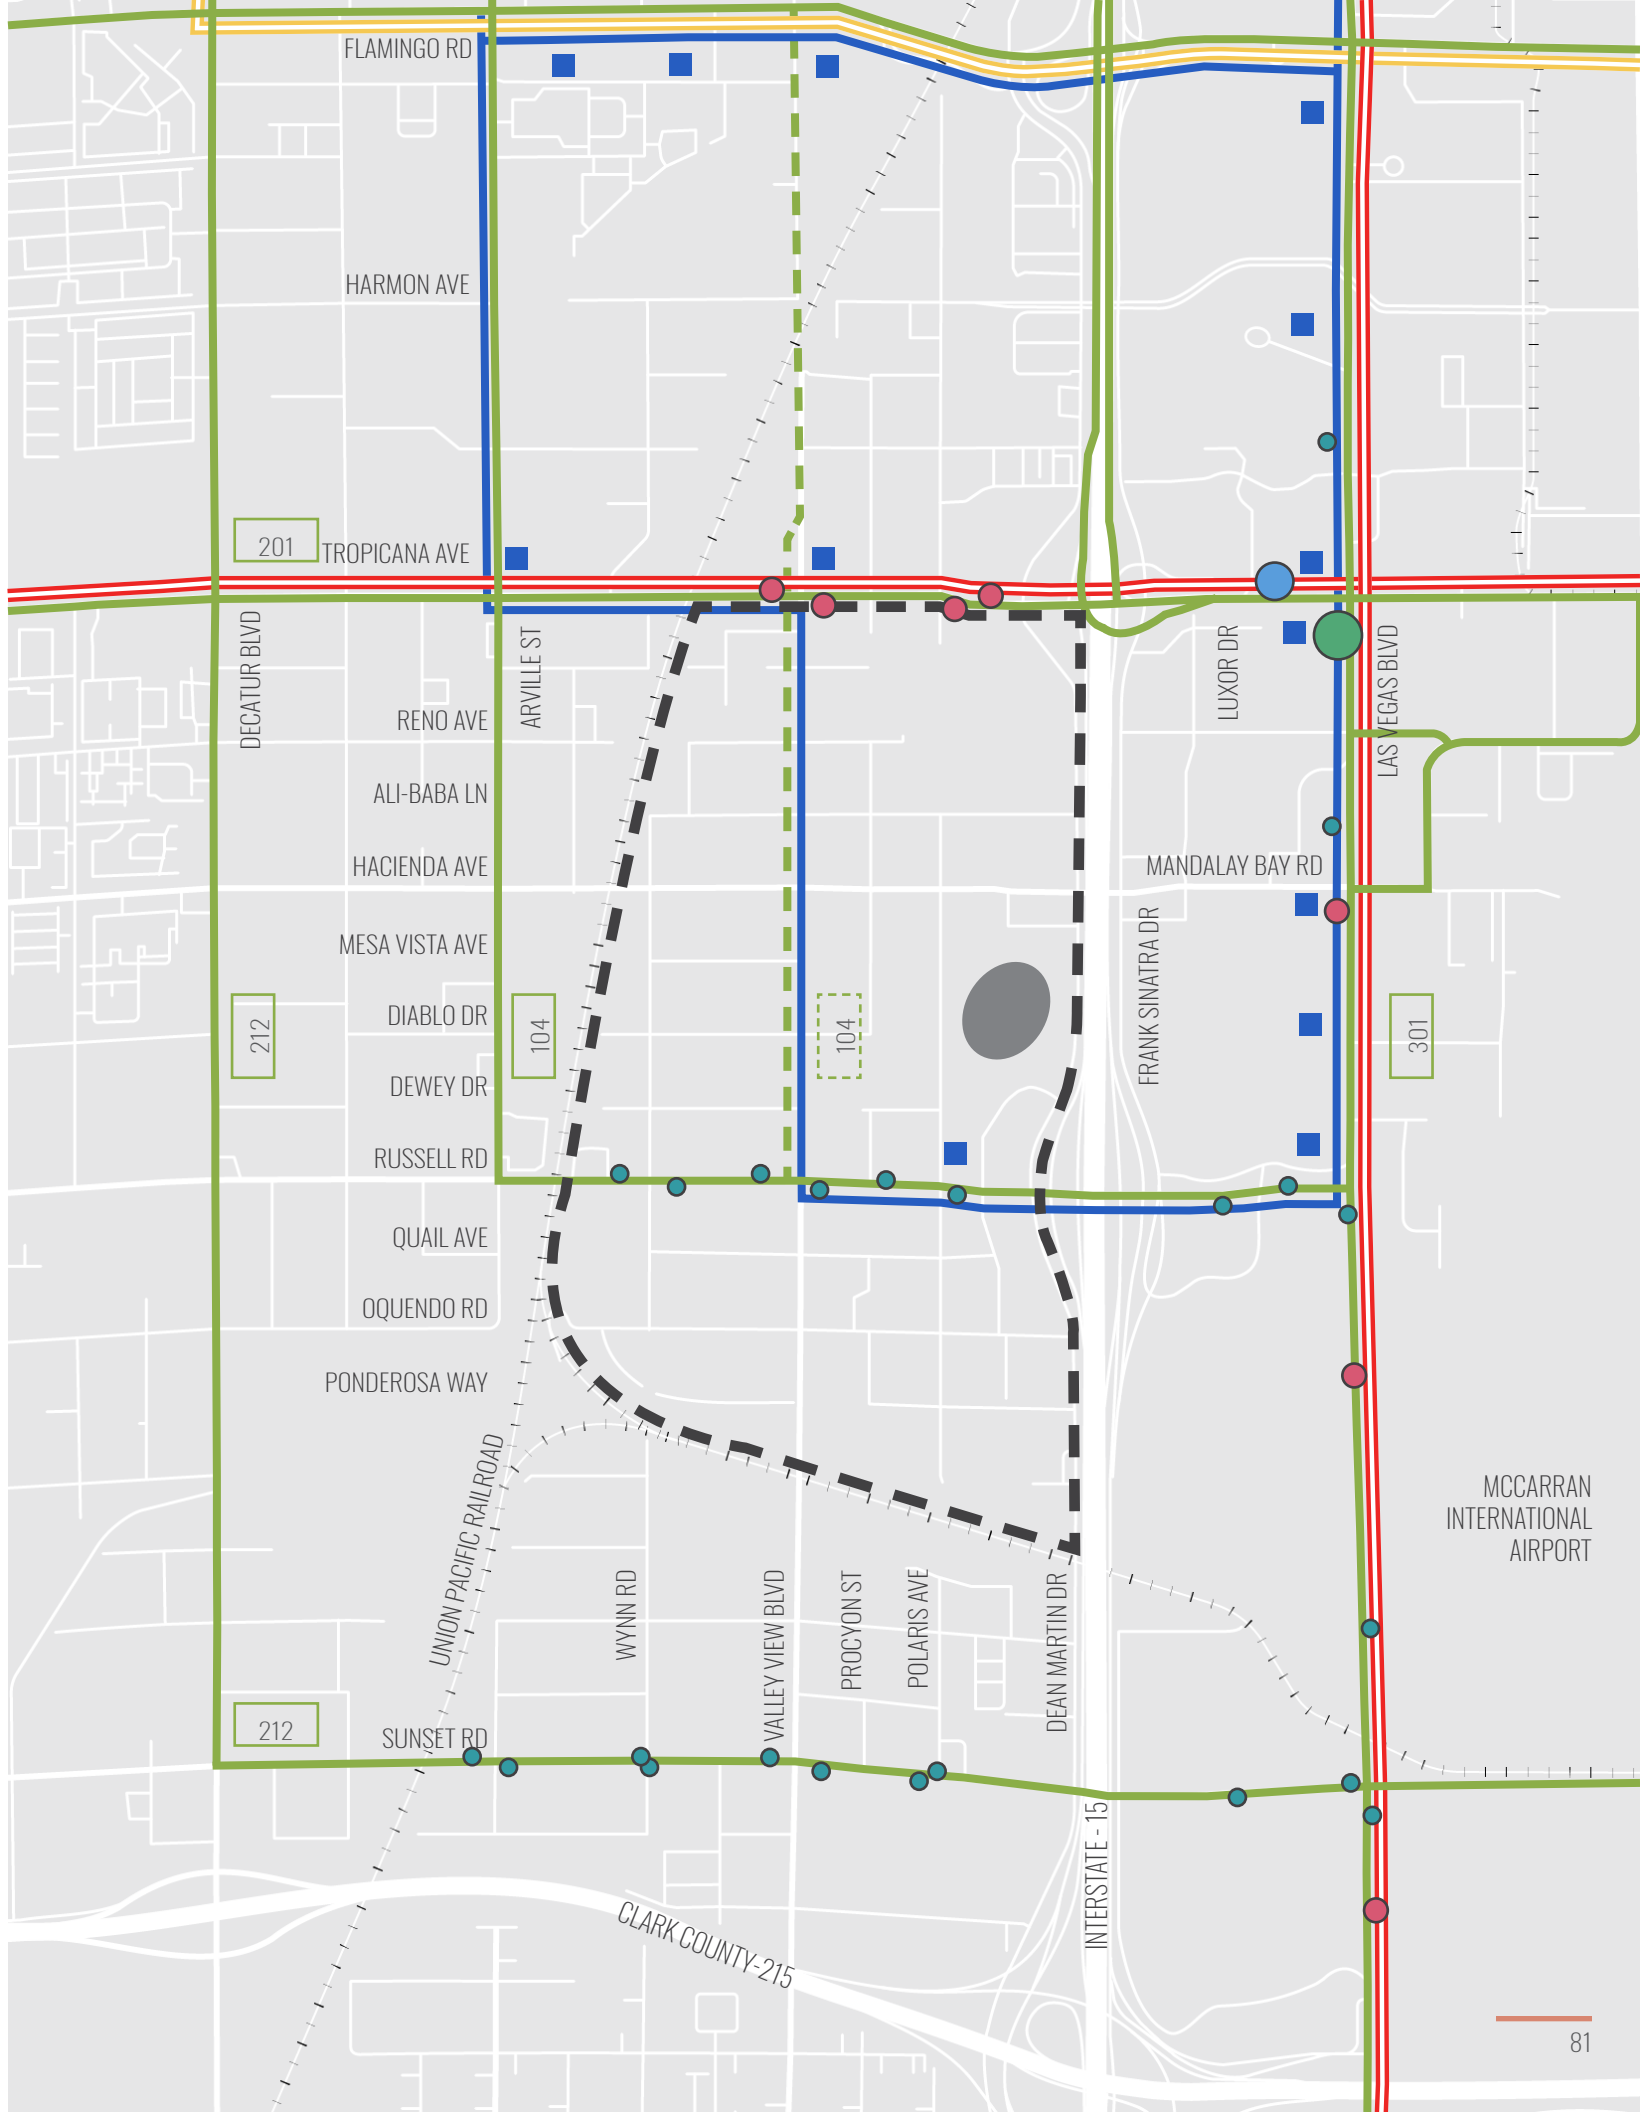 FLAMINGO RD
HARMON AVE
201
TROPICANA AVE
DECATUR BLVD
ARVILLE ST
LUXOR DR
LAS VEGAS BLVD
RENO AVE
ALI-BABA LN
HACIENDA AVE
MANDALAY BAY RD
MESA VISTA AVE
FRANK SINATRA DR
DIABLO DR
212
104
104
301
DEWEY DR
RUSSELL RD
QUAIL AVE
OQUENDO RD
PONDEROSA WAY
UNION PACIFIC RAILROAD
MCCARRAN
INTERNATIONAL
AIRPORT
WYNN RD
VALLEY VIEW BLVD
PROCYON ST
POLARIS AVE
DEAN MARTIN DR
212
SUNSET RD
INTERSTATE - 15
CLARK COUNTY-215
81